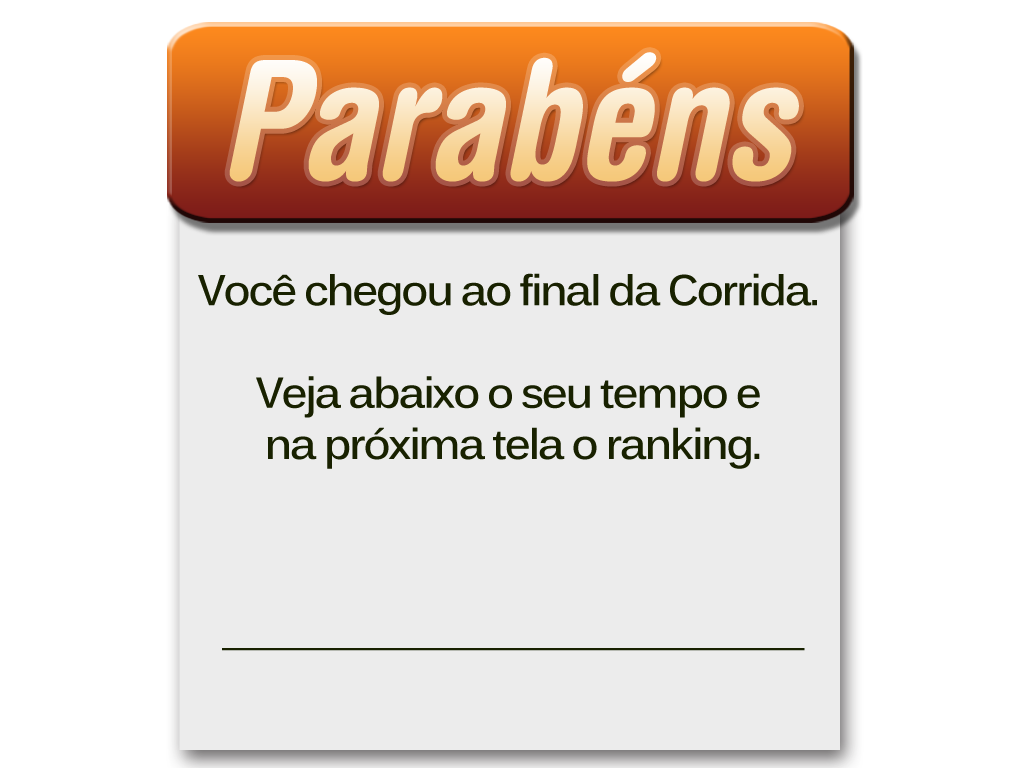 Parabéns
Você chegou ao final da Corrida.
Veja abaixo o seu tempo e
na próxima tela o ranking.